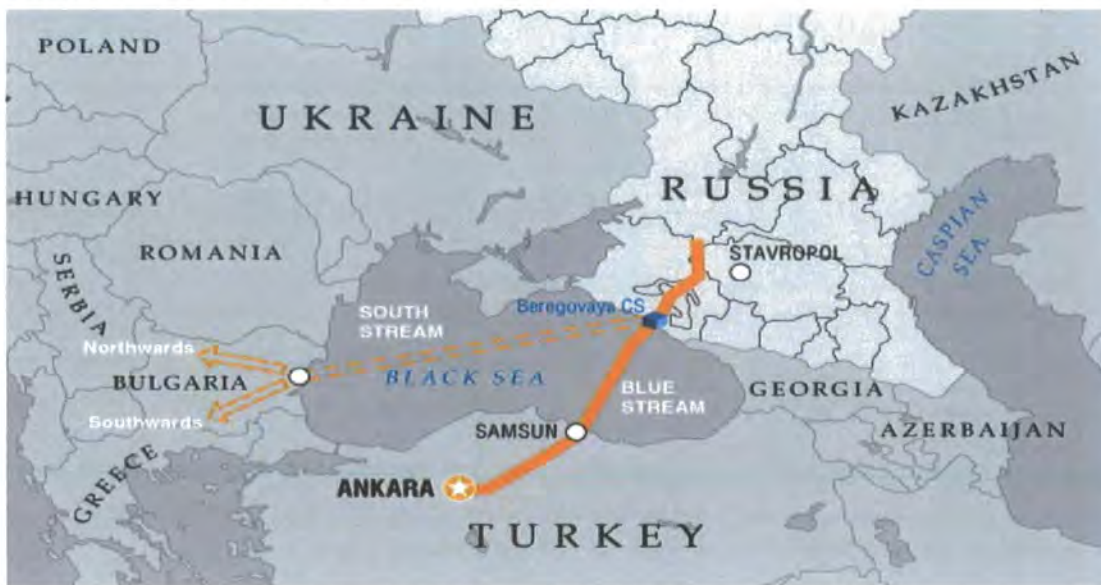 POLAND
UKRAINE
KAZAKHSTAN
HUNGARY
RUSSIA
ROMANIA
SERBIA
STAVROPOL
CASPIAN
SEA
SOUTH
STREAM
Beregovaya CS
Northwards
BULGARIA
BLACK SEA
BLUE
STREAM
GEORGIA
Southwards
SAMSUN
AZERBAIJAN
GREECE
ANKARA
TURKEY